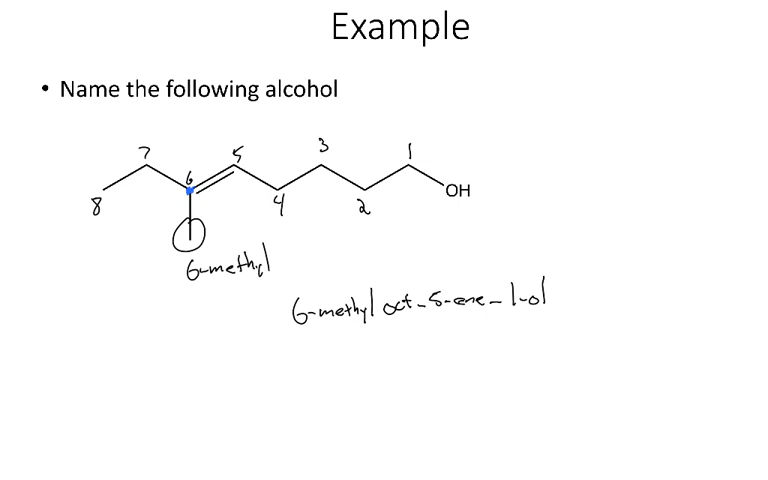 Example
• Name the following alcohol
7 6 5 3 1
8 4 2 OH
6-methyl
6-methyl oct-5-ene-1-ol